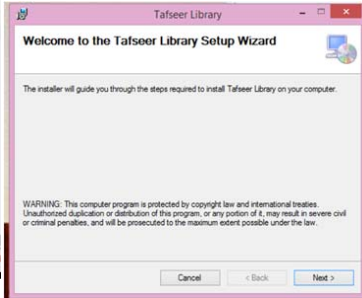 Tafseer Library
Welcome to the Tafseer Library Setup Wizard
The installer will guide you through the steps required to install Tafseer Library on your computer.
WARNING: This computer program is protected by copyright law and international treaties.
Unauthorized duplication or distribution of this program, or any portion of it, may result in severe civil
or criminal penalties, and will be prosecuted to the maximum extent possible under the law.
Cancel
< Back
Next >